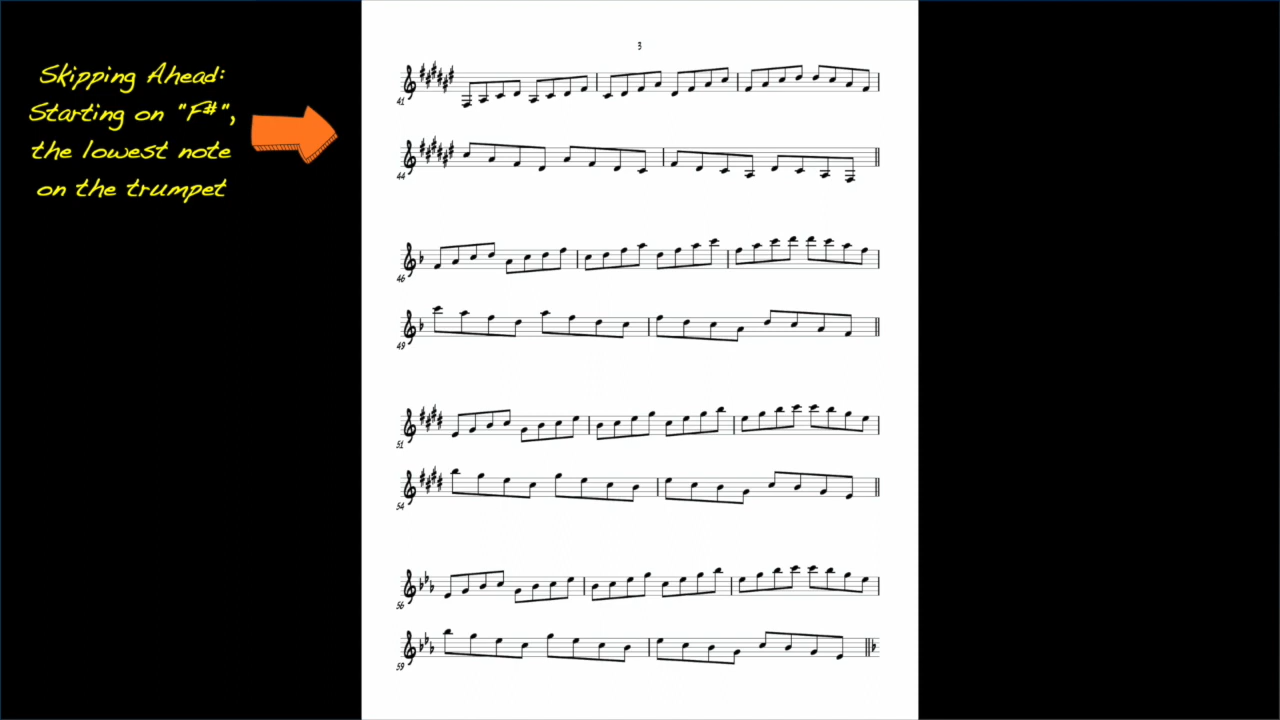 3
Skipping Ahead:
Starting on "F#",
the lowest note
on the trumpet
41
44
46
49
51
54
56
59